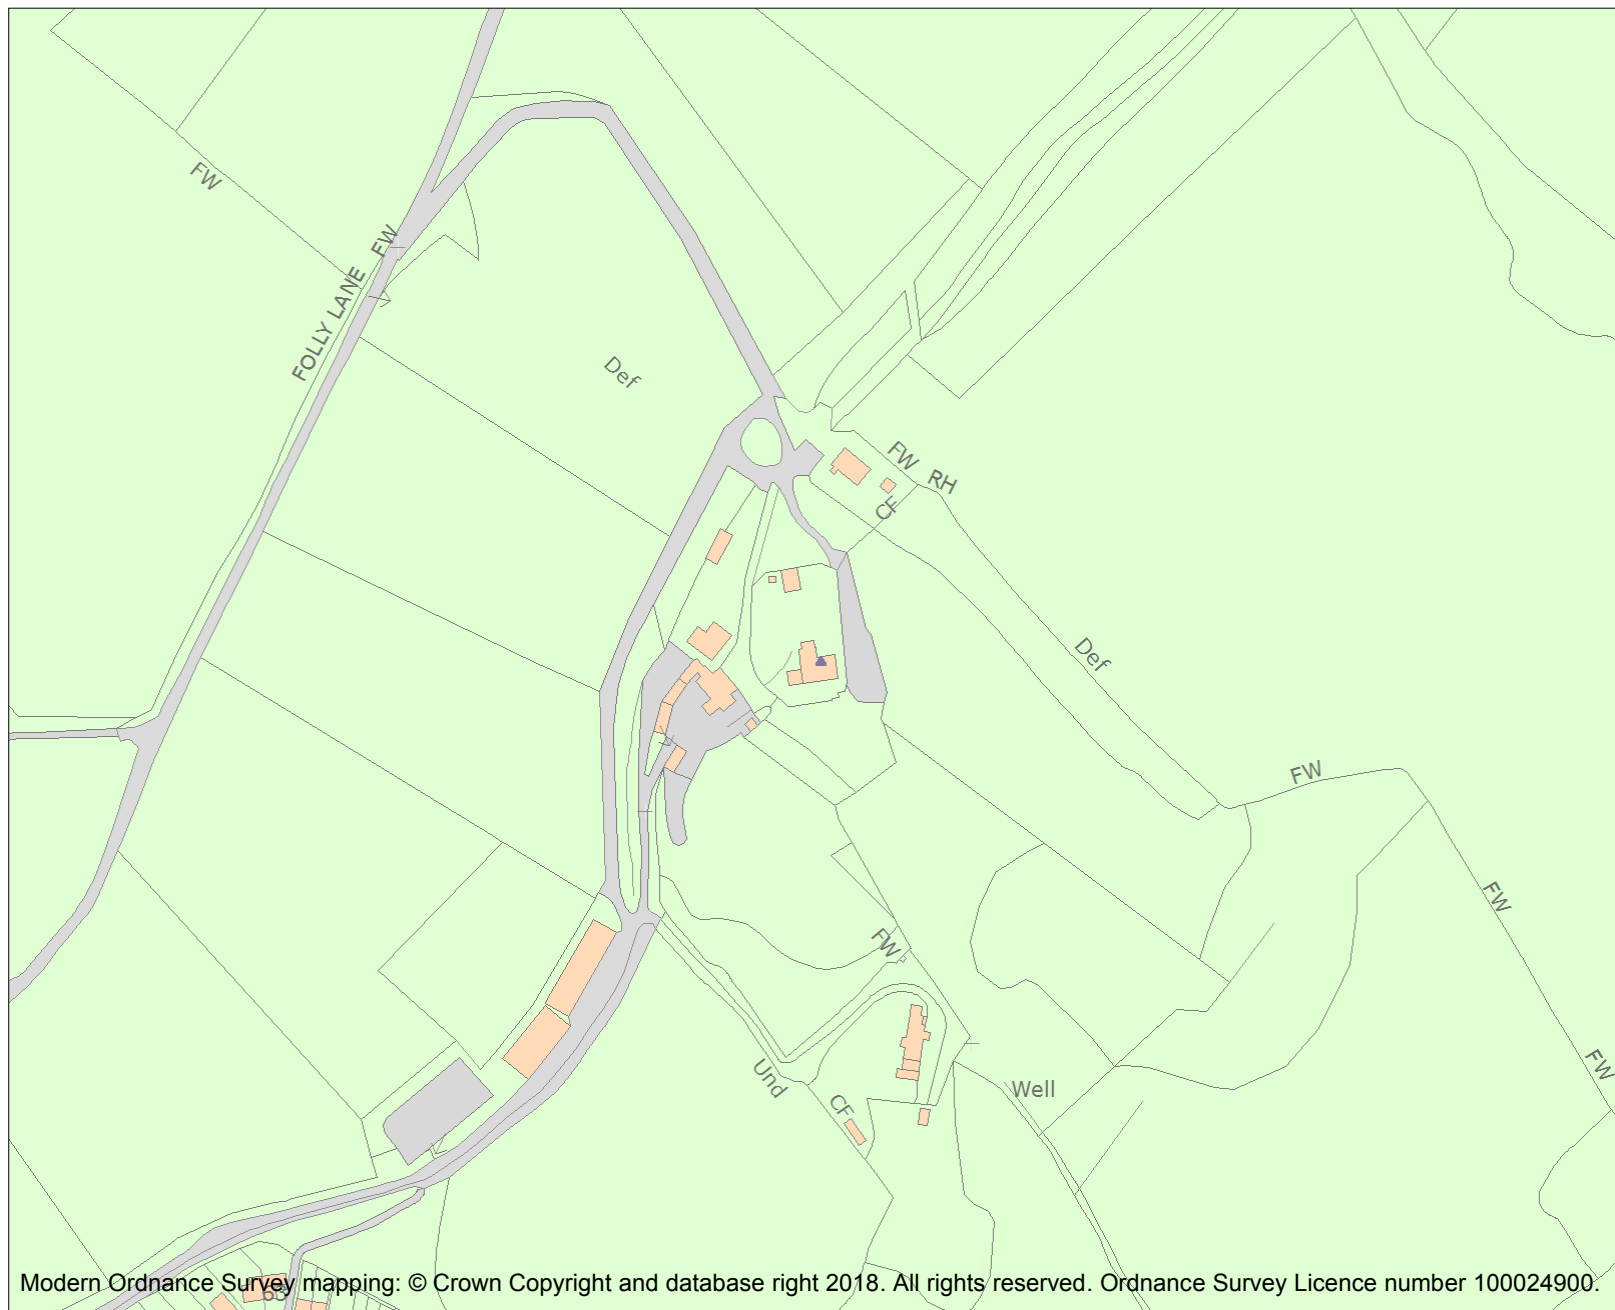 FW
FOLLY LANE
FW
Def
FW
RH
CF
Def
FW
FW
FW
FW
Und
CF
Well
Modern Ordnance Survey mapping: © Crown Copyright and database right 2018. All rights reserved. Ordnance Survey Licence number 100024900.